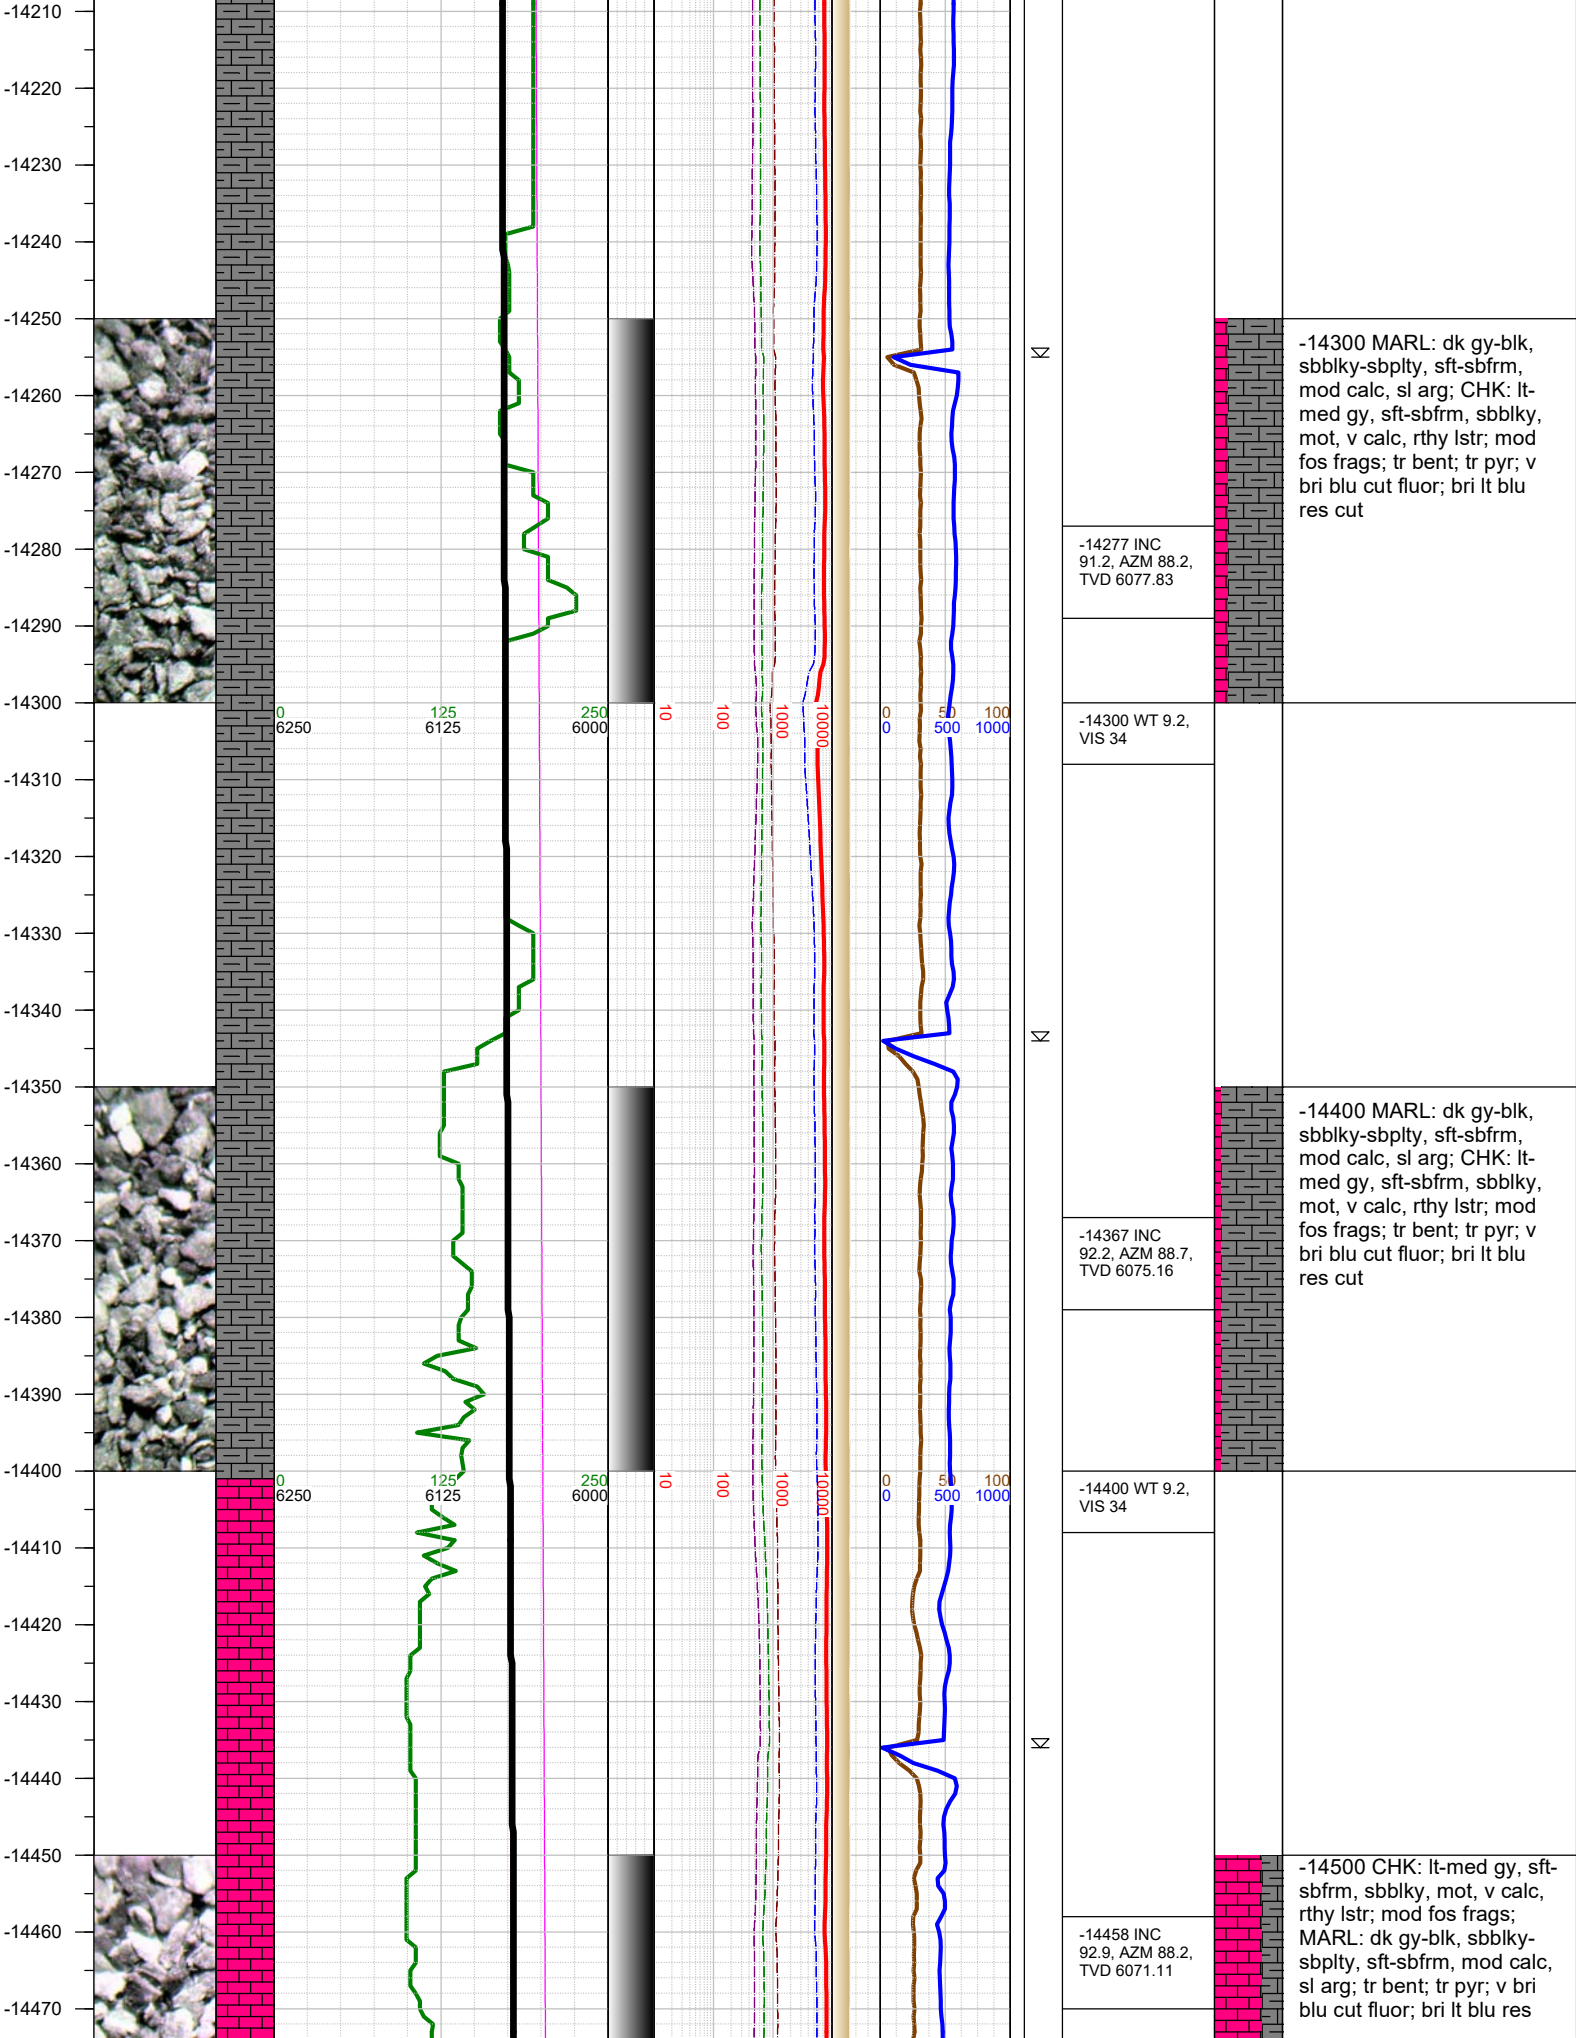 -14210
-14220
-14230
-14240
-14250
-14260
-14270
-14280
-14290
-14300
-14310
-14320
-14330
-14340
-14350
-14360
-14370
-14380
-14390
-14400
-14410
-14420
-14430
-14440
-14450
-14460
-14470
0 125 250
6250 6125 6000
10 100 1000 10000
0 50 100
0 500 1000
0 125 250
6250 6125 6000
10 100 1000 10000
0 50 100
0 500 1000
-14277 INC
91.2, AZM 88.2,
TVD 6077.83
-14300 WT 9.2,
VIS 34
-14367 INC
92.2, AZM 88.7,
TVD 6075.16
-14400 WT 9.2,
VIS 34
-14458 INC
92.9, AZM 88.2,
TVD 6071.11
-14300 MARL: dk gy-blk,
sbblky-sbplty, sft-sbfrm,
mod calc, sl arg; CHK: lt-
med gy, sft-sbfrm, sbblky,
mot, v calc, rthy lstr; mod
fos frags; tr bent; tr pyr; v
bri blu cut fluor; bri lt blu
res cut
-14400 MARL: dk gy-blk,
sbblky-sbplty, sft-sbfrm,
mod calc, sl arg; CHK: lt-
med gy, sft-sbfrm, sbblky,
mot, v calc, rthy lstr; mod
fos frags; tr bent; tr pyr; v
bri blu cut fluor; bri lt blu
res cut
-14500 CHK: lt-med gy, sft-
sbfrm, sbblky, mot, v calc,
rthy lstr; mod fos frags;
MARL: dk gy-blk, sbblky-
sbplty, sft-sbfrm, mod calc,
sl arg; tr bent; tr pyr; v bri
blu cut fluor; bri lt blu res